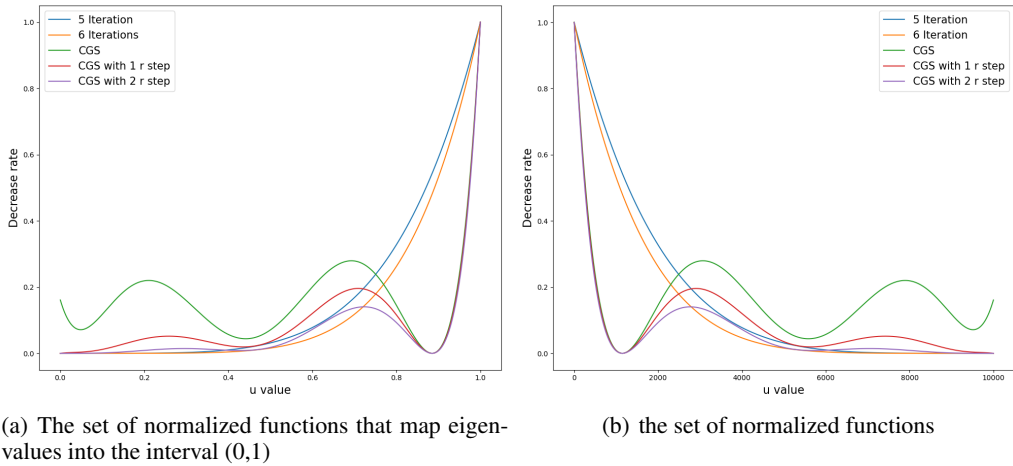 5 Iteration
6 Iterations
CGS
CGS with 1 r step
CGS with 2 r step
1.0
0.8
0.6
0.4
0.2
0.0
Decrease rate
0.0 0.2 0.4 0.6 0.8 1.0
u value
5 Iteration
6 Iteration
CGS
CGS with 1 r step
CGS with 2 r step
1.0
0.8
0.6
0.4
0.2
0.0
Decrease rate
0 2000 4000 6000 8000 10000
u value
(a) The set of normalized functions that map eigen-
values into the interval (0,1)
(b) the set of normalized functions